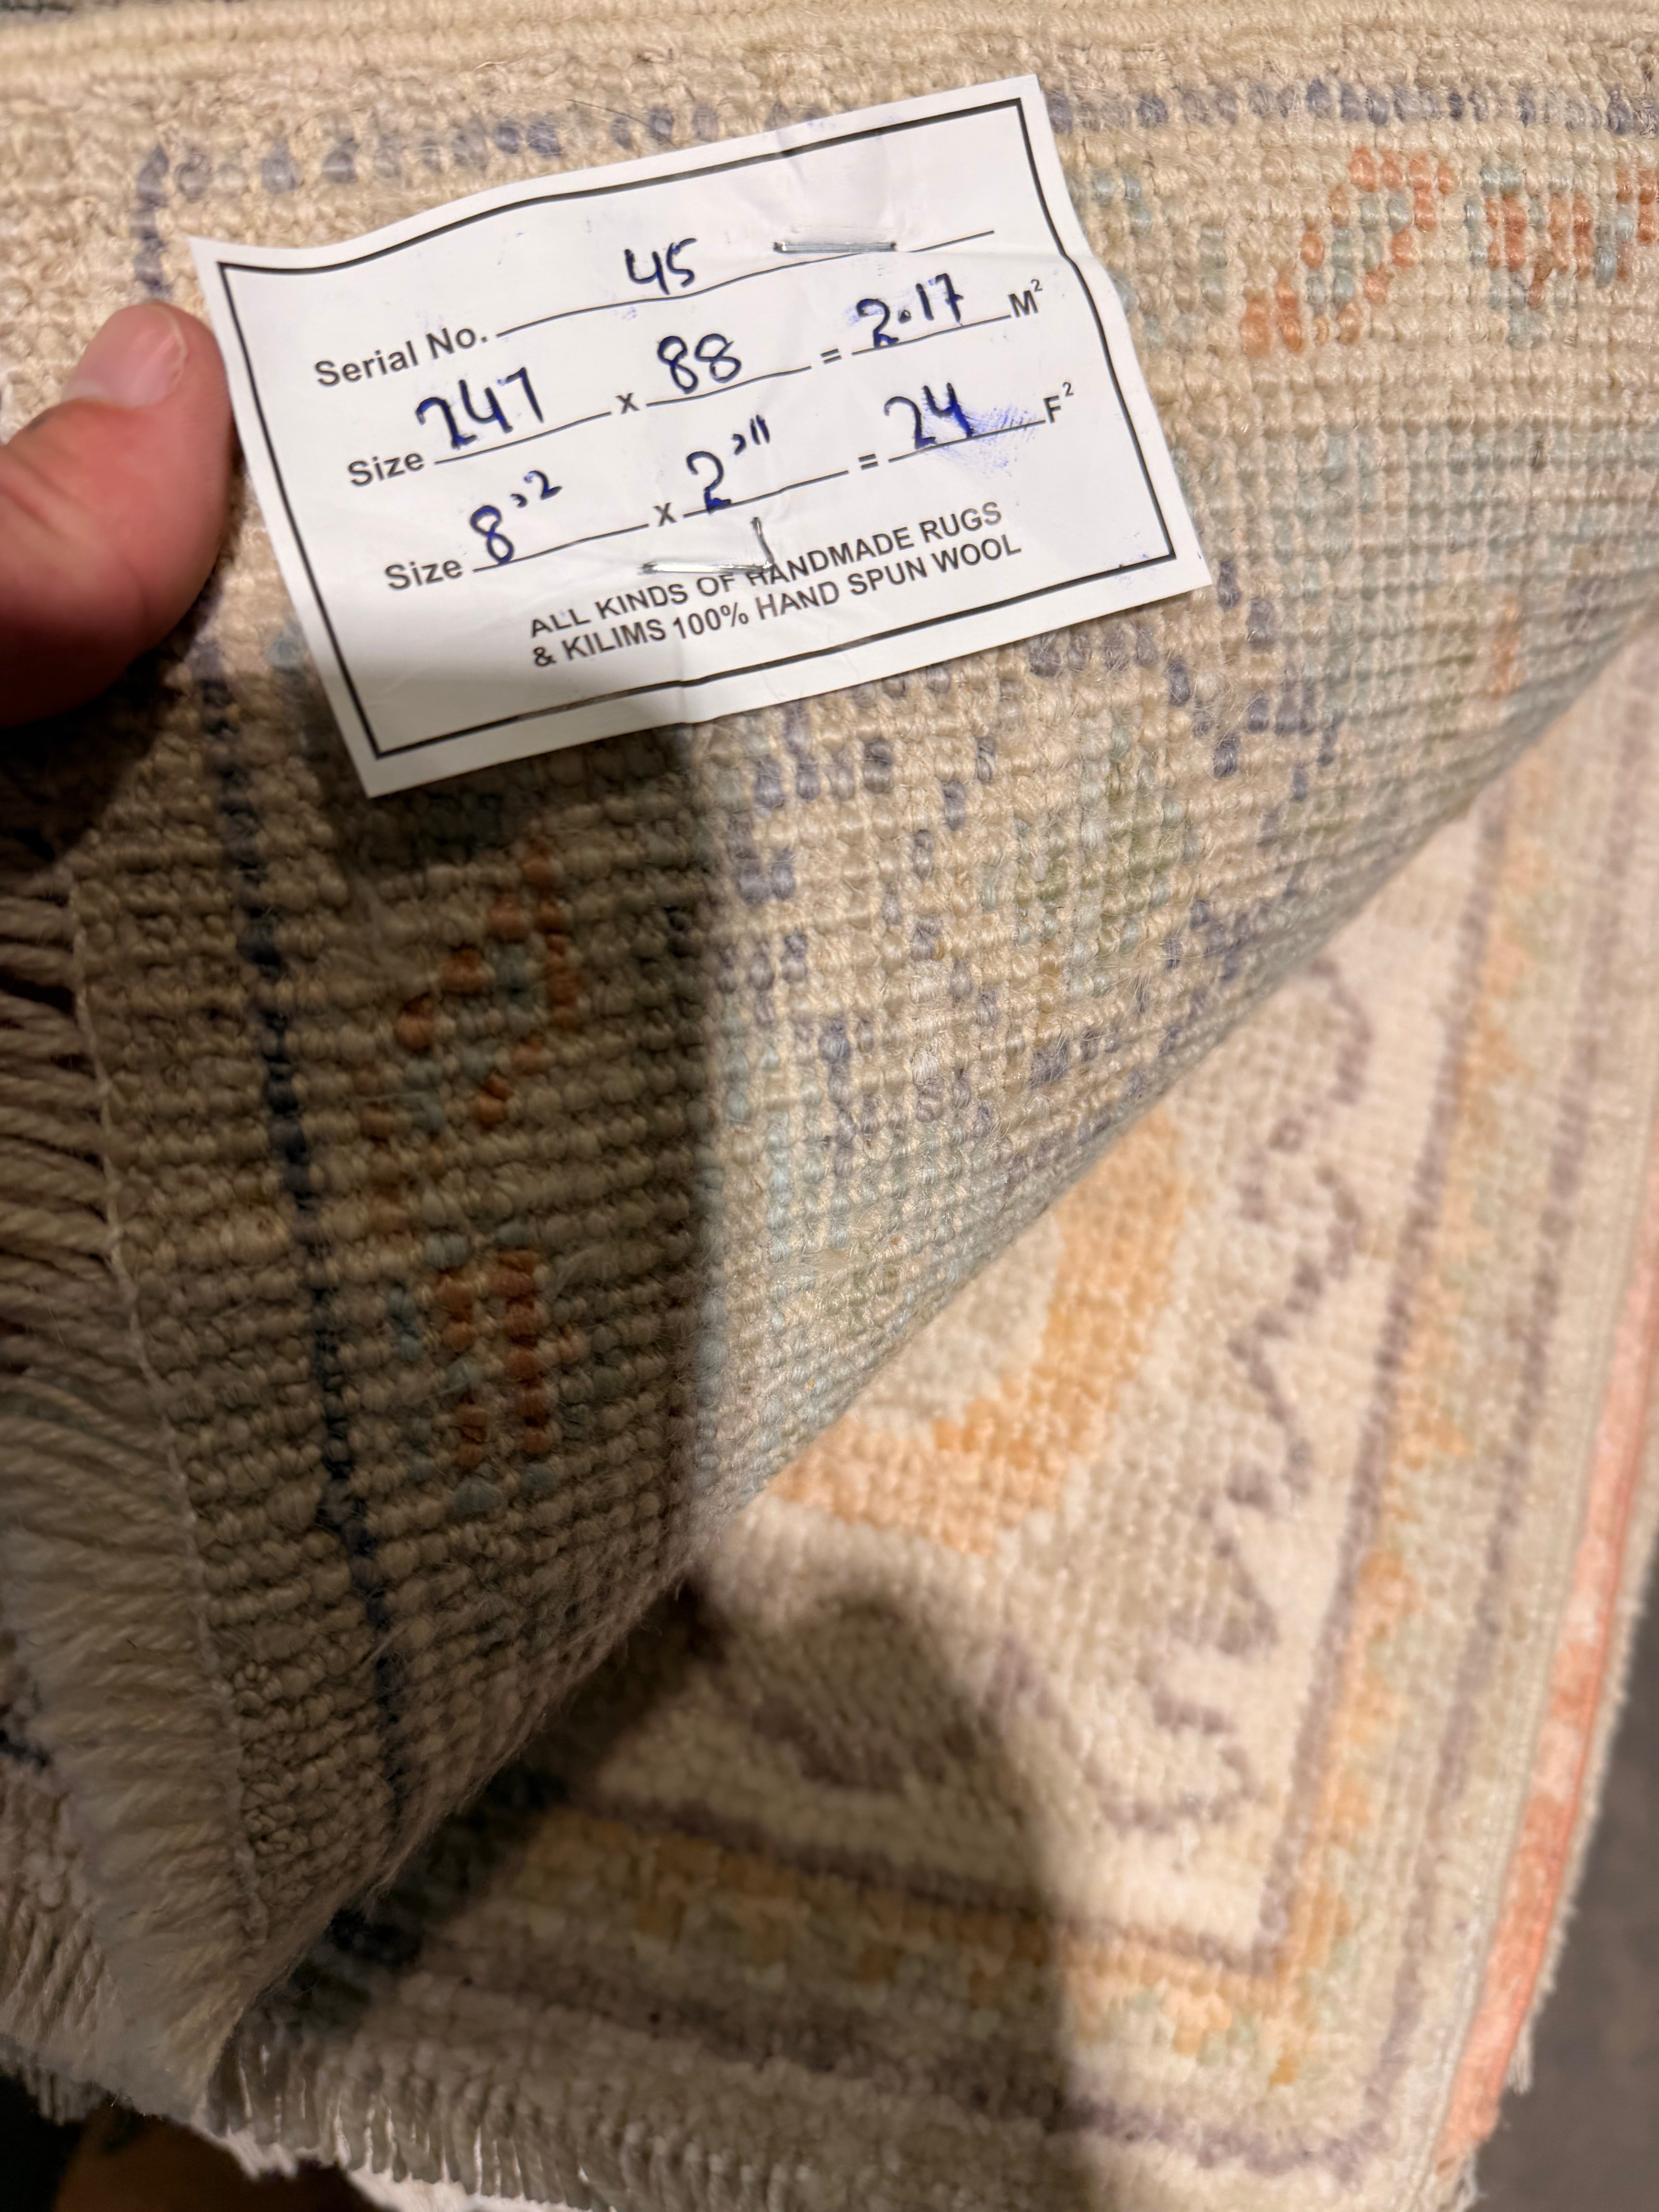 Serial No. 45
Size 247 x 88 = 2.17 M²
Size 8'2 x 2'11 = 24 F²
ALL KINDS OF HANDMADE RUGS
& KILIMS 100% HAND SPUN WOOL